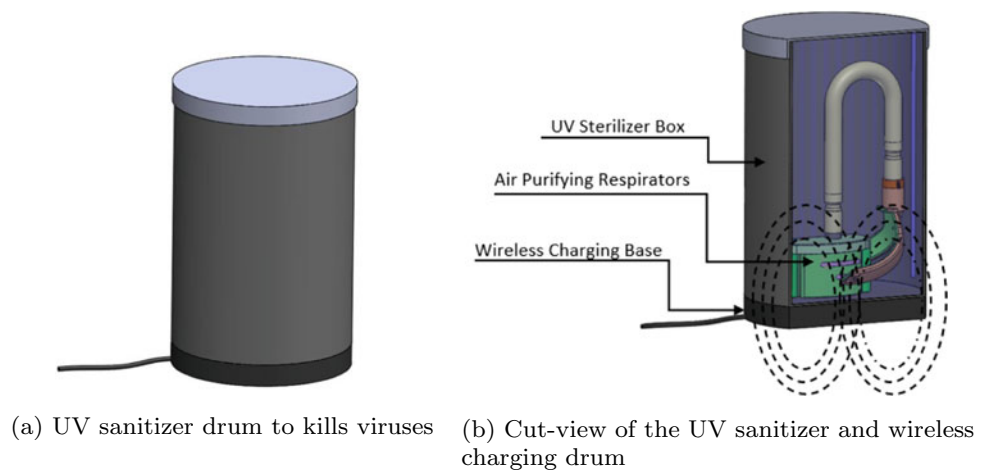 UV Sterilizer Box
Air Purifying Respirators
Wireless Charging Base
(a) UV sanitizer drum to kills viruses
(b) Cut-view of the UV sanitizer and wireless
charging drum